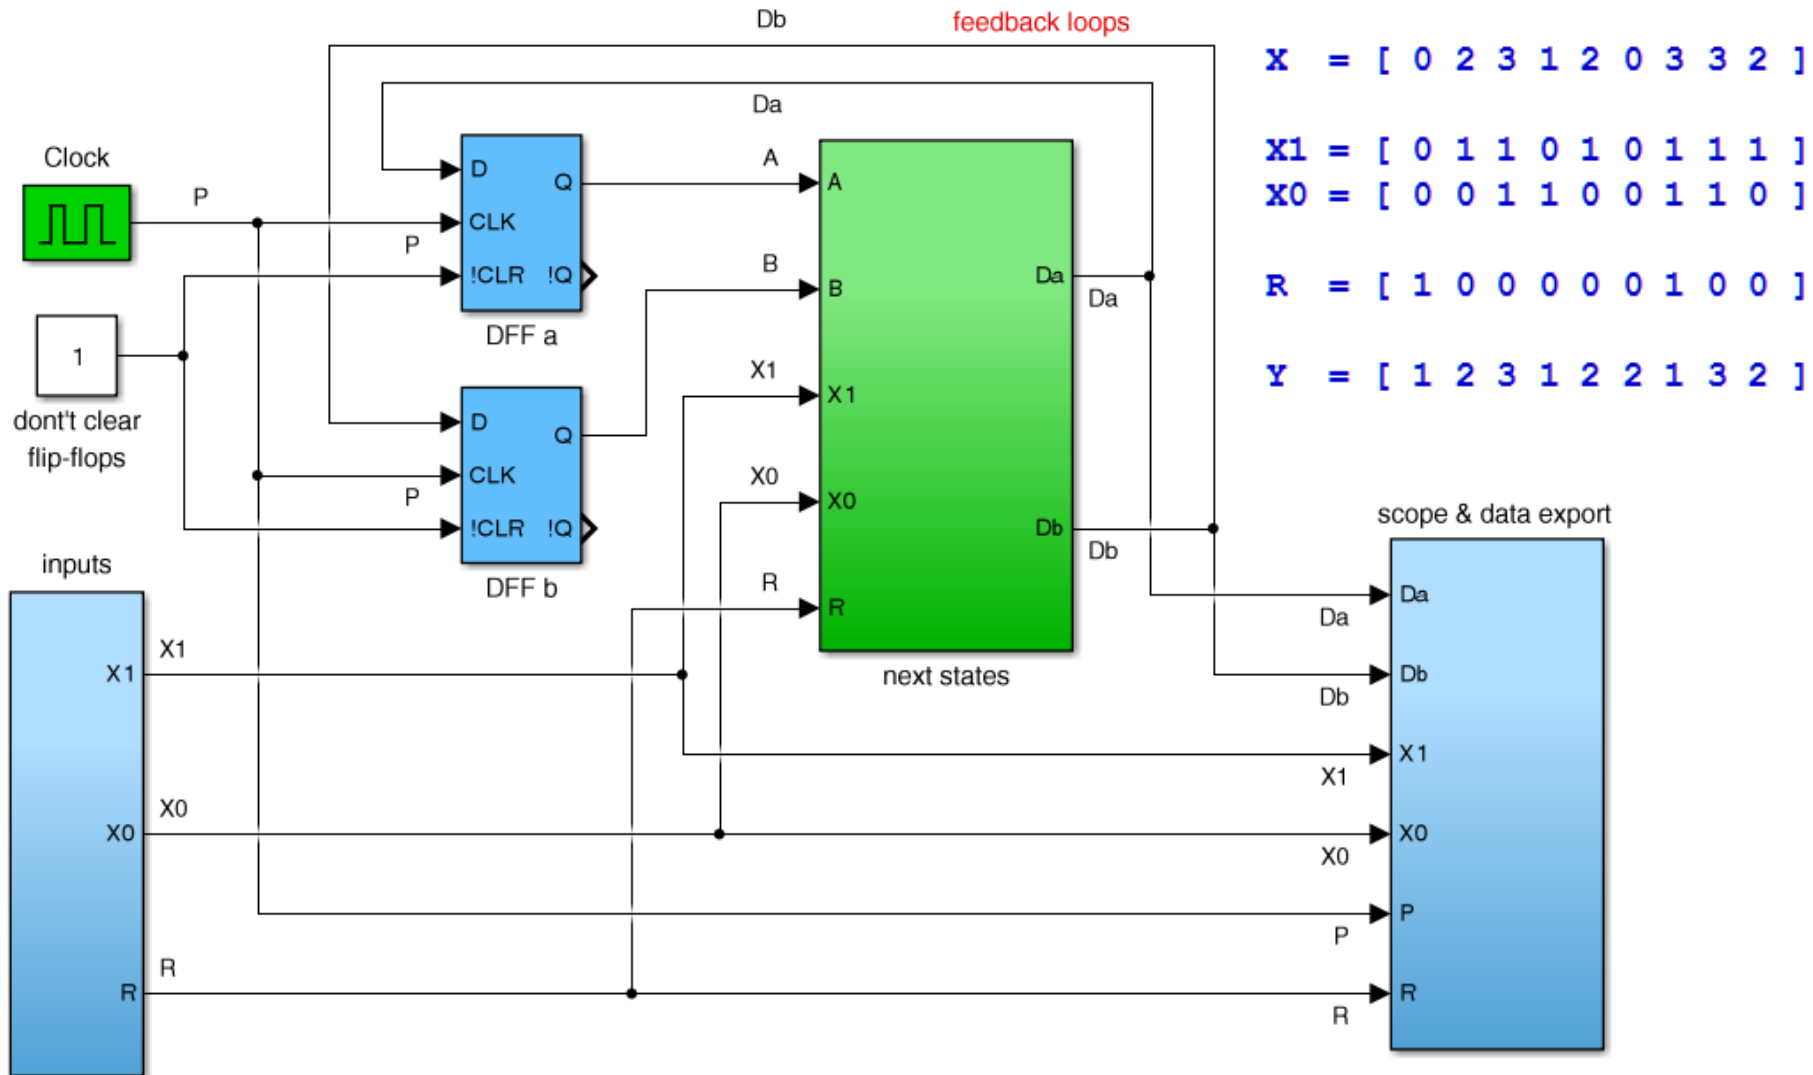 Db
feedback loops
X = [ 0 2 3 1 2 0 3 3 2 ]
Da
X1 = [ 0 1 1 0 1 0 1 1 1 ]
X0 = [ 0 0 1 1 0 0 1 1 0 ]
R = [ 1 0 0 0 0 0 1 0 0 ]
Y = [ 1 2 3 1 2 2 1 3 2 ]
Clock
P
D
Q
CLK
P
!CLR
!Q
DFF a
1
dont't clear
flip-flops
D
Q
CLK
P
!CLR
!Q
DFF b
A
A
B
B
X1
X1
X0
X0
R
R
Da
Da
Db
Db
next states
inputs
X1
X1
X0
X0
R
R
scope & data export
Da
Da
Db
Db
X1
X1
X0
X0
P
P
R
R